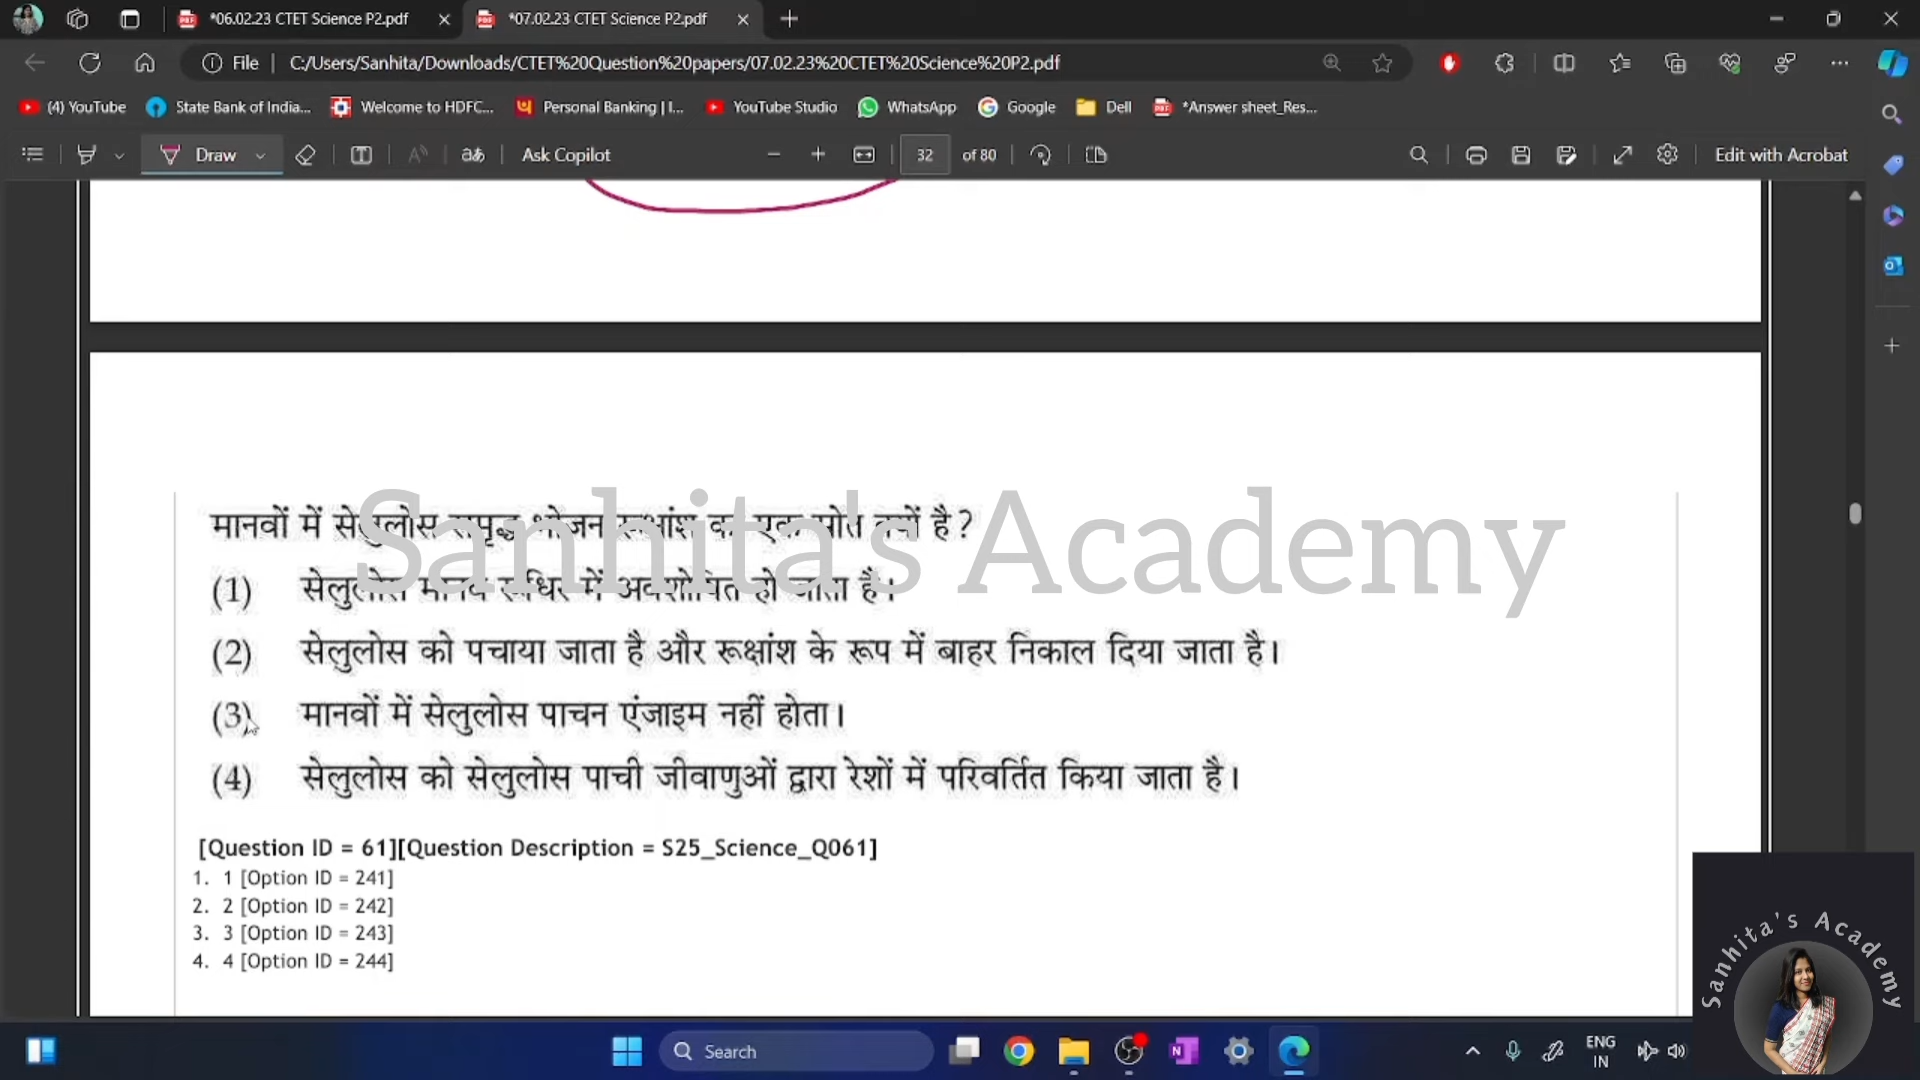 *06.02.23 CTET Science P2.pdf
*07.02.23 CTET Science P2.pdf
File C:/Users/Sanhita/Downloads/CTET%20Question%20papers/07.02.23%20CTET%20Science%20P2.pdf
(4) YouTube State Bank of India... Welcome to HDFC... Personal Banking | I... YouTube Studio WhatsApp Google Dell *Answer sheet_Res...
Draw Ask Copilot 32 of 80 Edit with Acrobat
मानवों में सेलुलोस समृद्ध भोजन रूक्षांश का एक स्रोत क्यों है?
Sanhita's Academy
(1) सेलुलोस मानव रुधिर में अवशोषित हो जाता है।
(2) सेलुलोस को पचाया जाता है और रूक्षांश के रूप में बाहर निकाल दिया जाता है।
(3) मानवों में सेलुलोस पाचन एंजाइम नहीं होता।
(4) सेलुलोस को सेलुलोस पाची जीवाणुओं द्वारा रेशों में परिवर्तित किया जाता है।
[Question ID = 61][Question Description = S25_Science_Q061]
1. 1 [Option ID = 241]
2. 2 [Option ID = 242]
3. 3 [Option ID = 243]
4. 4 [Option ID = 244]
Sanhita's Academy
Search
ENG
IN